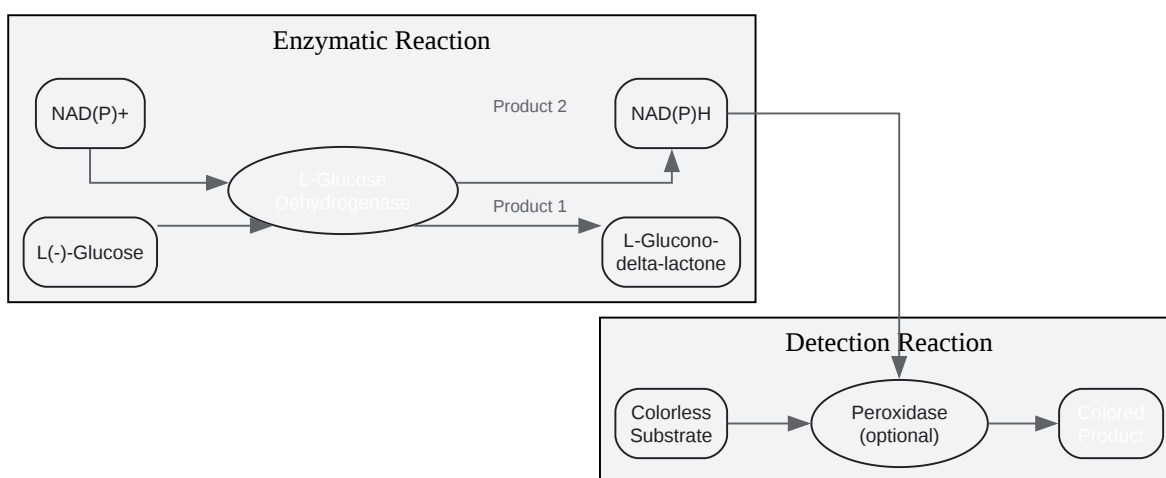 Enzymatic Reaction
NAD(P)+
Product 2
NAD(P)H
L-Glucose
Dehydrogenase
Product 1
L(-)-Glucose
L-Glucono-
delta-lactone
Detection Reaction
Colorless
Substrate
Peroxidase
(optional)
Colored
Product